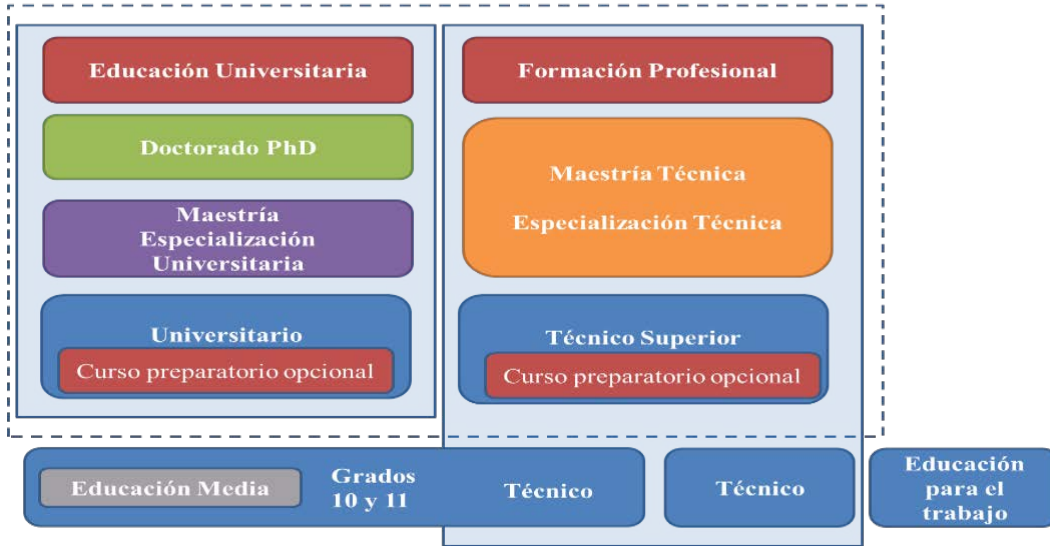 Educación Universitaria
Formación Profesional
Doctorado PhD
Maestría Técnica
Especialización Técnica
Maestría
Especialización
Universitaria
Universitario
Curso preparatorio opcional
Técnico Superior
Curso preparatorio opcional
Educación Media
Grados
10 y 11
Técnico
Técnico
Educación
para el
trabajo